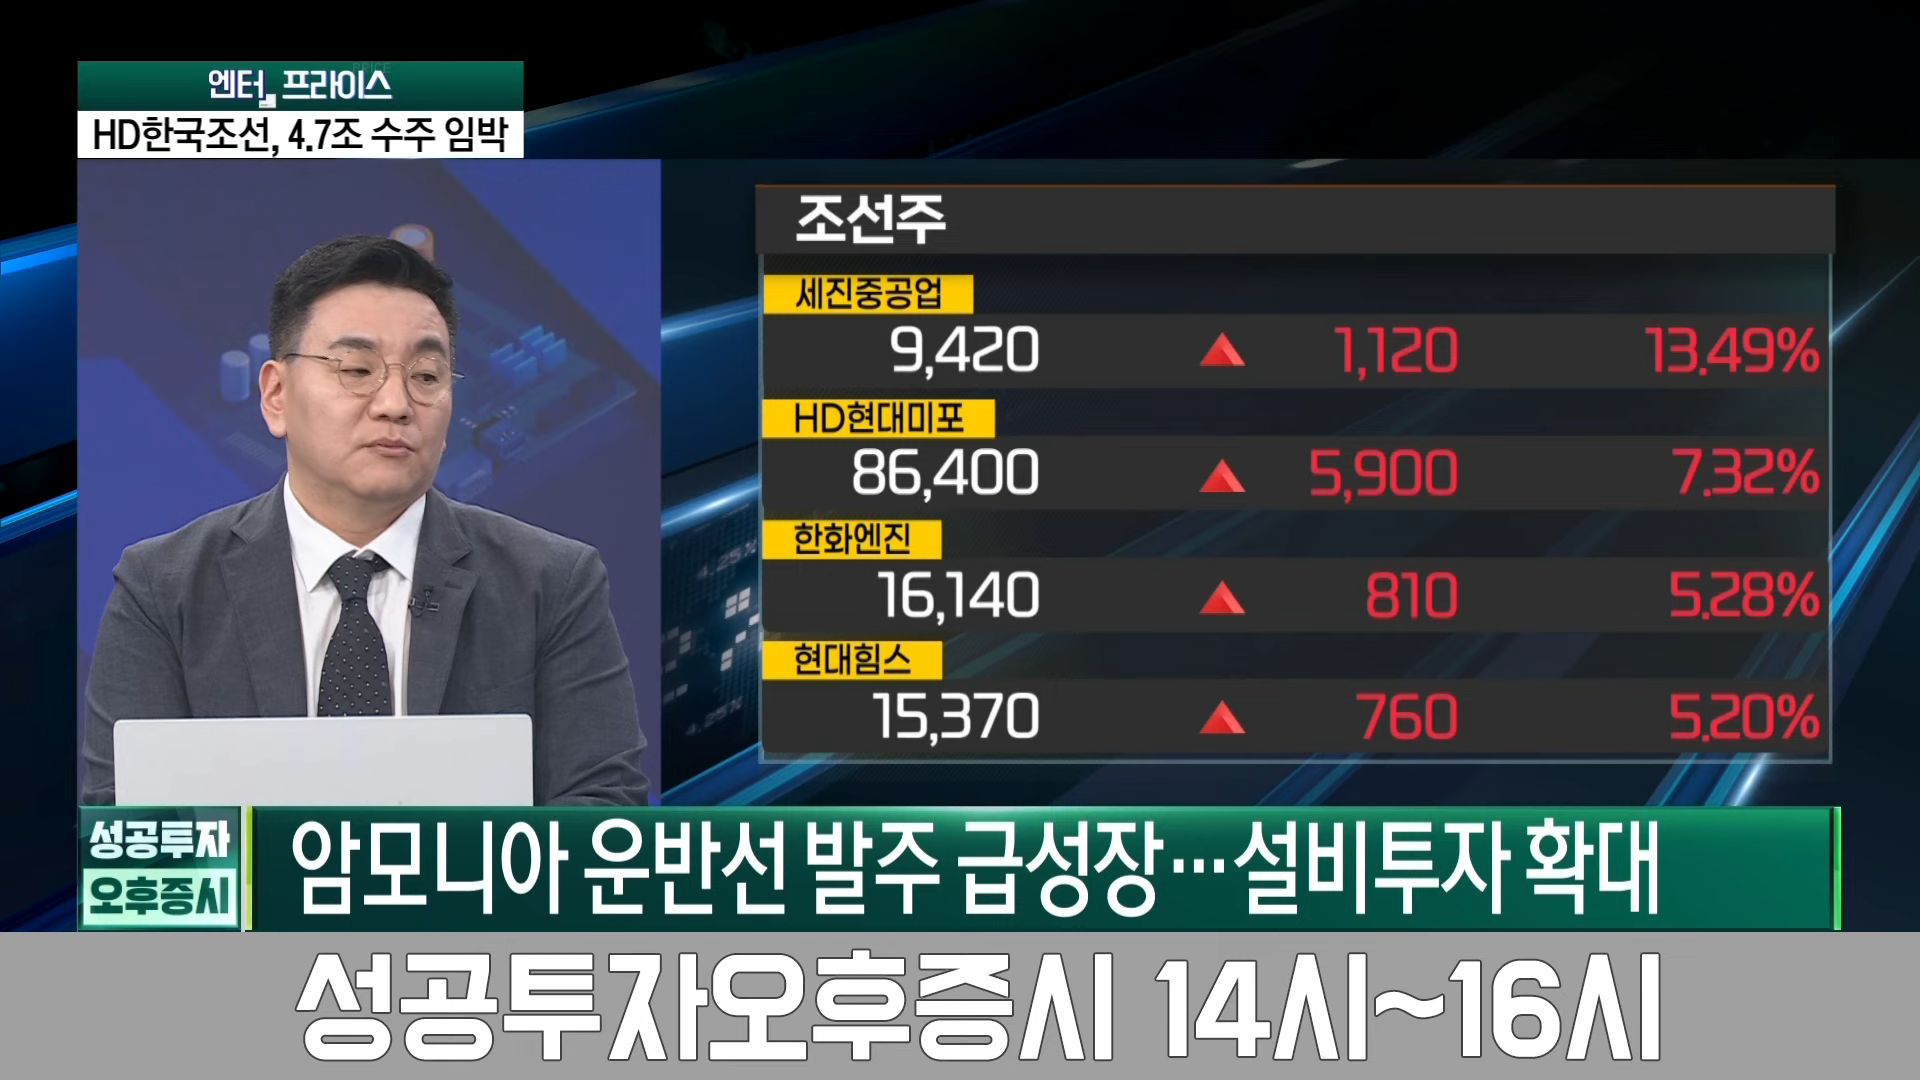 엔터, 프라이스
PRICE
HD한국조선, 4.7조 수주 임박
조선주
세진중공업
9,420 ▲ 1,120 13.49%
HD현대미포
86,400 ▲ 5,900 7.32%
한화엔진
16,140 ▲ 810 5.28%
현대힘스
15,370 ▲ 760 5.20%
4.25%
4.25%
성공투자
오후증시
암모니아 운반선 발주 급성장…설비투자 확대
성공투자오후증시 14시~16시